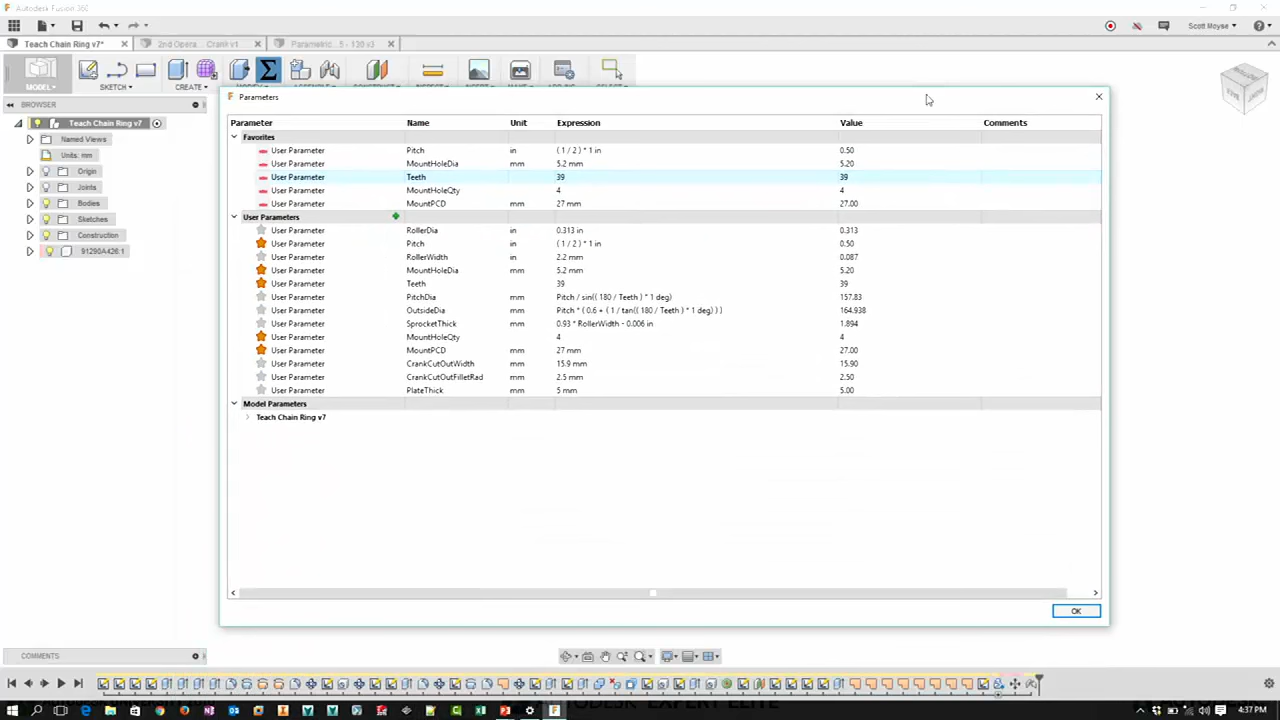 Autodesk Fusion 360
Scott Moyse
Teach Chain Ring v7*
2nd Opera... Crank v1
Parametric... 5 - 120 v3
MODEL
SKETCH
CREATE
BROWSER
Teach Chain Ring v7
Named Views
Units: mm
Origin
Joints
Bodies
Sketches
Construction
91290A426:1
Parameters
Parameter Name Unit Expression Value Comments
Favorites
User Parameter Pitch in ( 1 / 2 ) * 1 in 0.50
User Parameter MountHoleDia mm 5.2 mm 5.20
User Parameter Teeth 39 39
User Parameter MountHoleQty 4 4
User Parameter MountPCD mm 27 mm 27.00
User Parameters
User Parameter RollerDia in 0.313 in 0.313
User Parameter Pitch in ( 1 / 2 ) * 1 in 0.50
User Parameter RollerWidth in 2.2 mm 0.087
User Parameter MountHoleDia mm 5.2 mm 5.20
User Parameter Teeth 39 39
User Parameter PitchDia mm Pitch / sin(( 180 / Teeth ) * 1 deg) 157.83
User Parameter OutsideDia mm Pitch * ( 0.6 + ( 1 / tan(( 180 / Teeth ) * 1 deg) ) ) 164.938
User Parameter SprocketThick mm 0.93 * RollerWidth - 0.006 in 1.894
User Parameter MountHoleQty 4 4
User Parameter MountPCD mm 27 mm 27.00
User Parameter CrankCutOutWidth mm 15.9 mm 15.90
User Parameter CrankCutOutFilletRad mm 2.5 mm 2.50
User Parameter PlateThick mm 5 mm 5.00
Model Parameters
Teach Chain Ring v7
OK
COMMENTS
4:37 PM
EXPERT ELITE